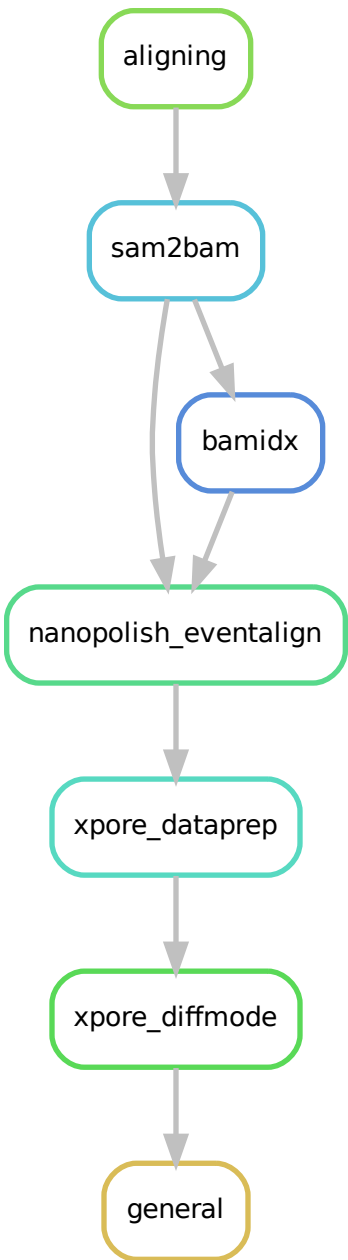 aligning
sam2bam
bamidx
nanopolish_eventalign
xpore_dataprep
xpore_diffmode
general